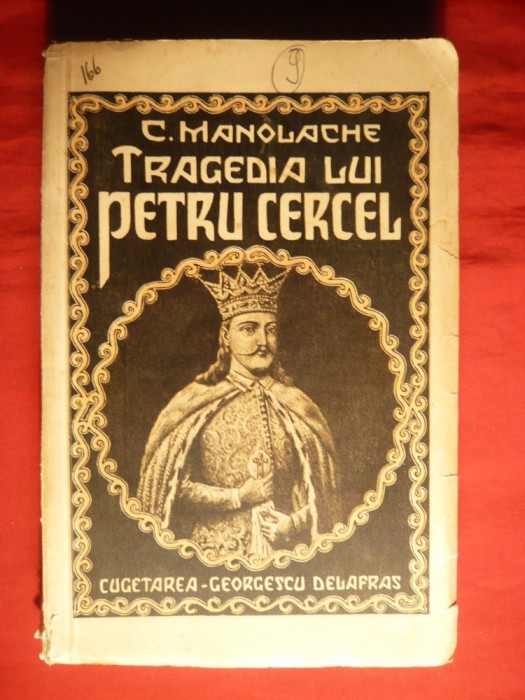 166
9
C. MANOLACHE
TRAGEDIA LUI
PETRU CERCEL
CUGETAREA - GEORGESCU DELAFRAS